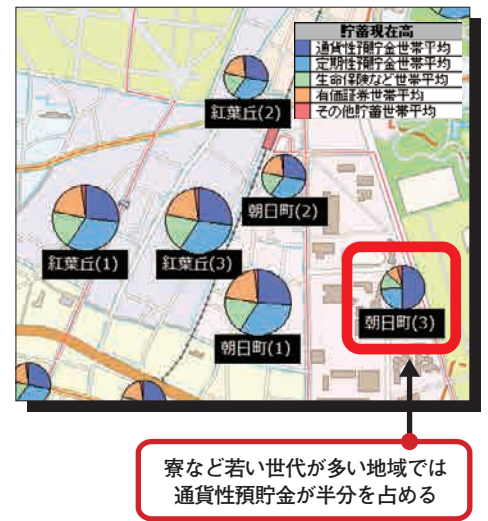 貯蓄現在高
通貨性預貯金世帯平均
定期性預貯金世帯平均
生命保険など世帯平均
有価証券世帯平均
その他貯蓄世帯平均
紅葉丘(2)
朝日町(2)
紅葉丘(1)
紅葉丘(3)
朝日町(3)
朝日町(1)
寮など若い世代が多い地域では
通貨性預貯金が半分を占める